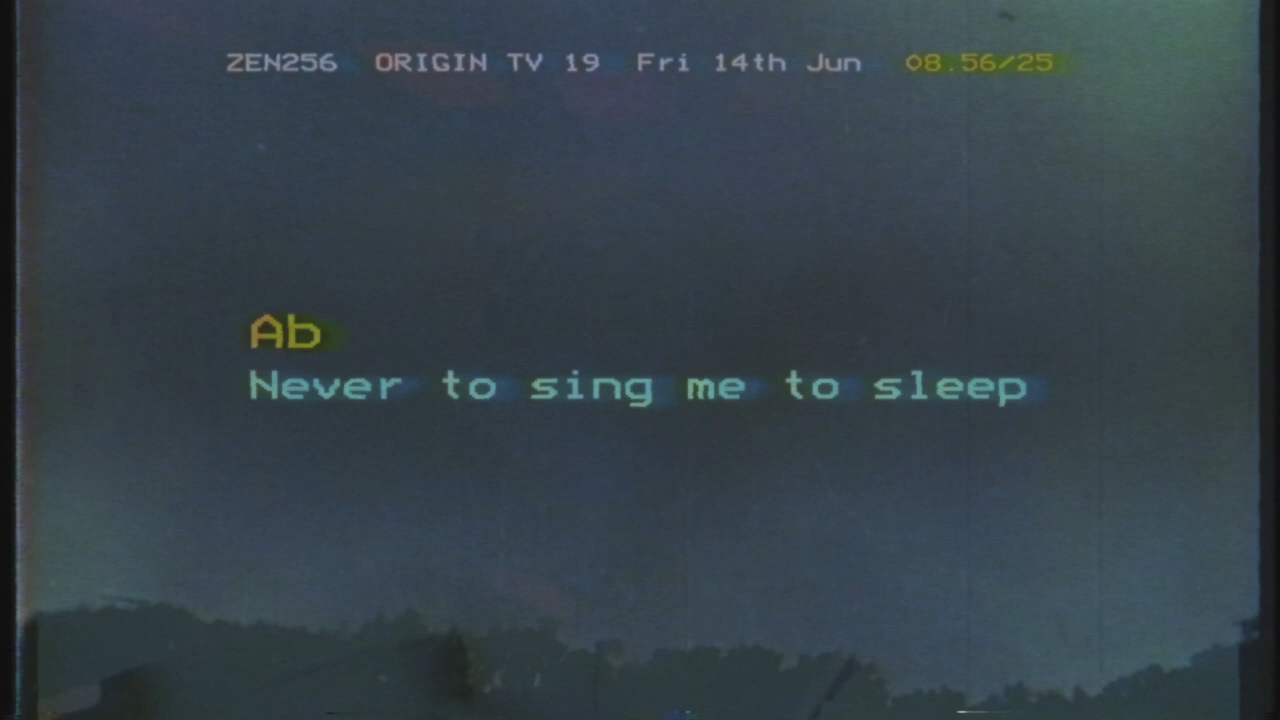 ZEN256 ORIGIN TV 19 Fri 14th Jun 08.56/25
Ab
Never to sing me to sleep